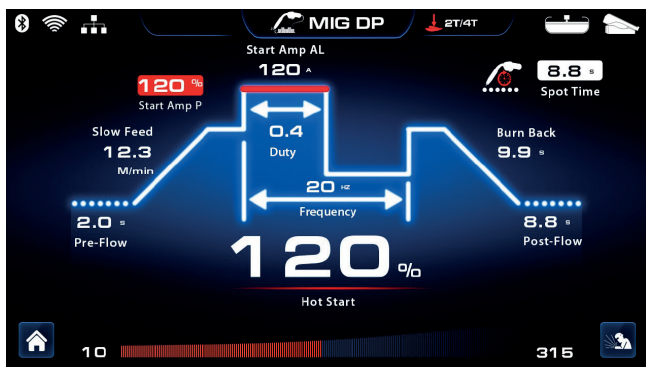 MIG DP
2T/4T
Start Amp AL
120 A
120 %
Start Amp P
8.8 s
Spot Time
Slow Feed
12.3
M/min
0.4
Duty
Burn Back
9.9 s
20 HZ
Frequency
2.0 s
Pre-Flow
8.8 s
Post-Flow
120 %
Hot Start
10
315